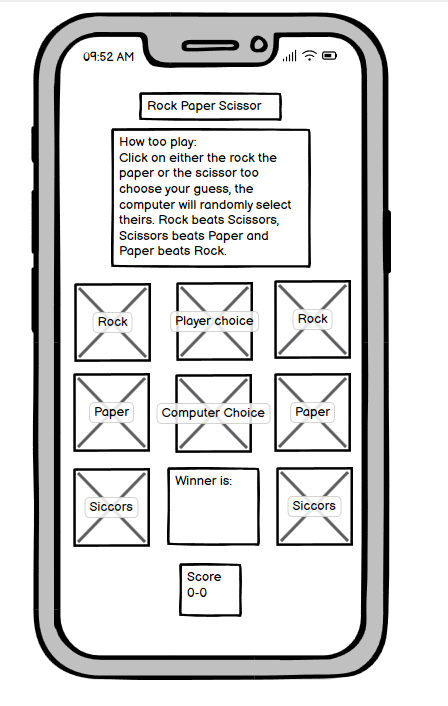 09:52 AM
Rock Paper Scissor
How too play:
Click on either the rock the
paper or the scissor too
choose your guess, the
computer will randomly select
theirs. Rock beats Scissors,
Scissors beats Paper and
Paper beats Rock.
Rock
Player choice
Rock
Paper
Computer Choice
Paper
Siccors
Winner is:
Siccors
Score
0-0